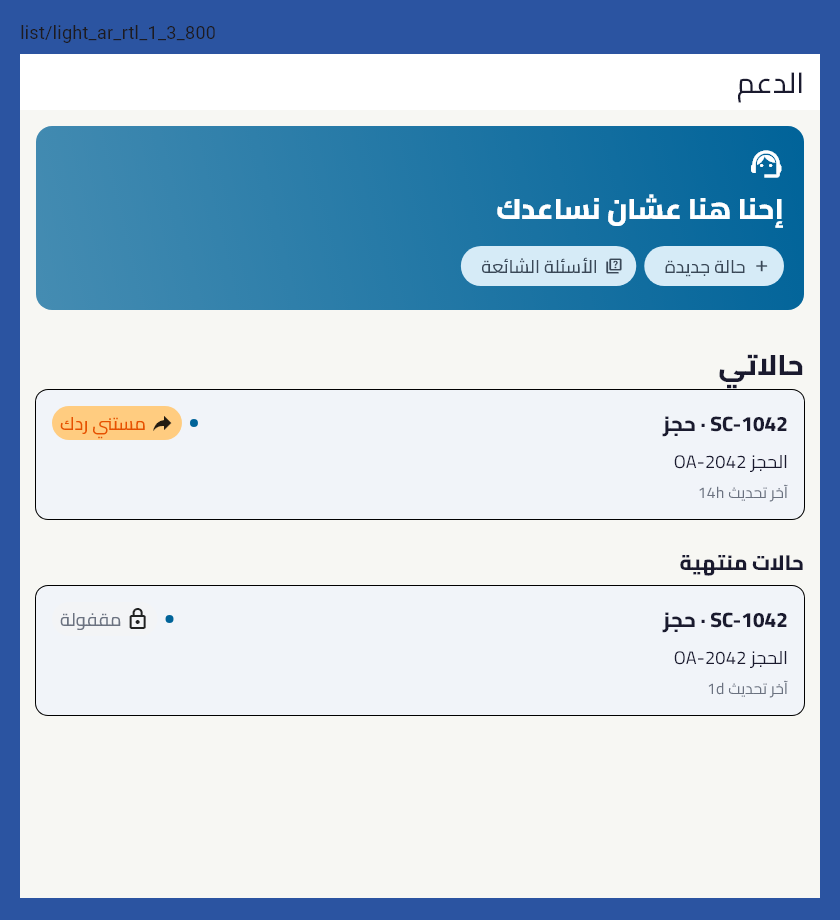 list/light_ar_rtl_1_3_800
الدعم
إحنا هنا عشان نساعدك
حالة جديدة
الأسئلة الشائعة
حالاتي
SC-1042 · حجز
مستني ردك
الحجز OA-2042
آخر تحديث 14h
حالات منتهية
SC-1042 · حجز
مقفولة
الحجز OA-2042
آخر تحديث 1d